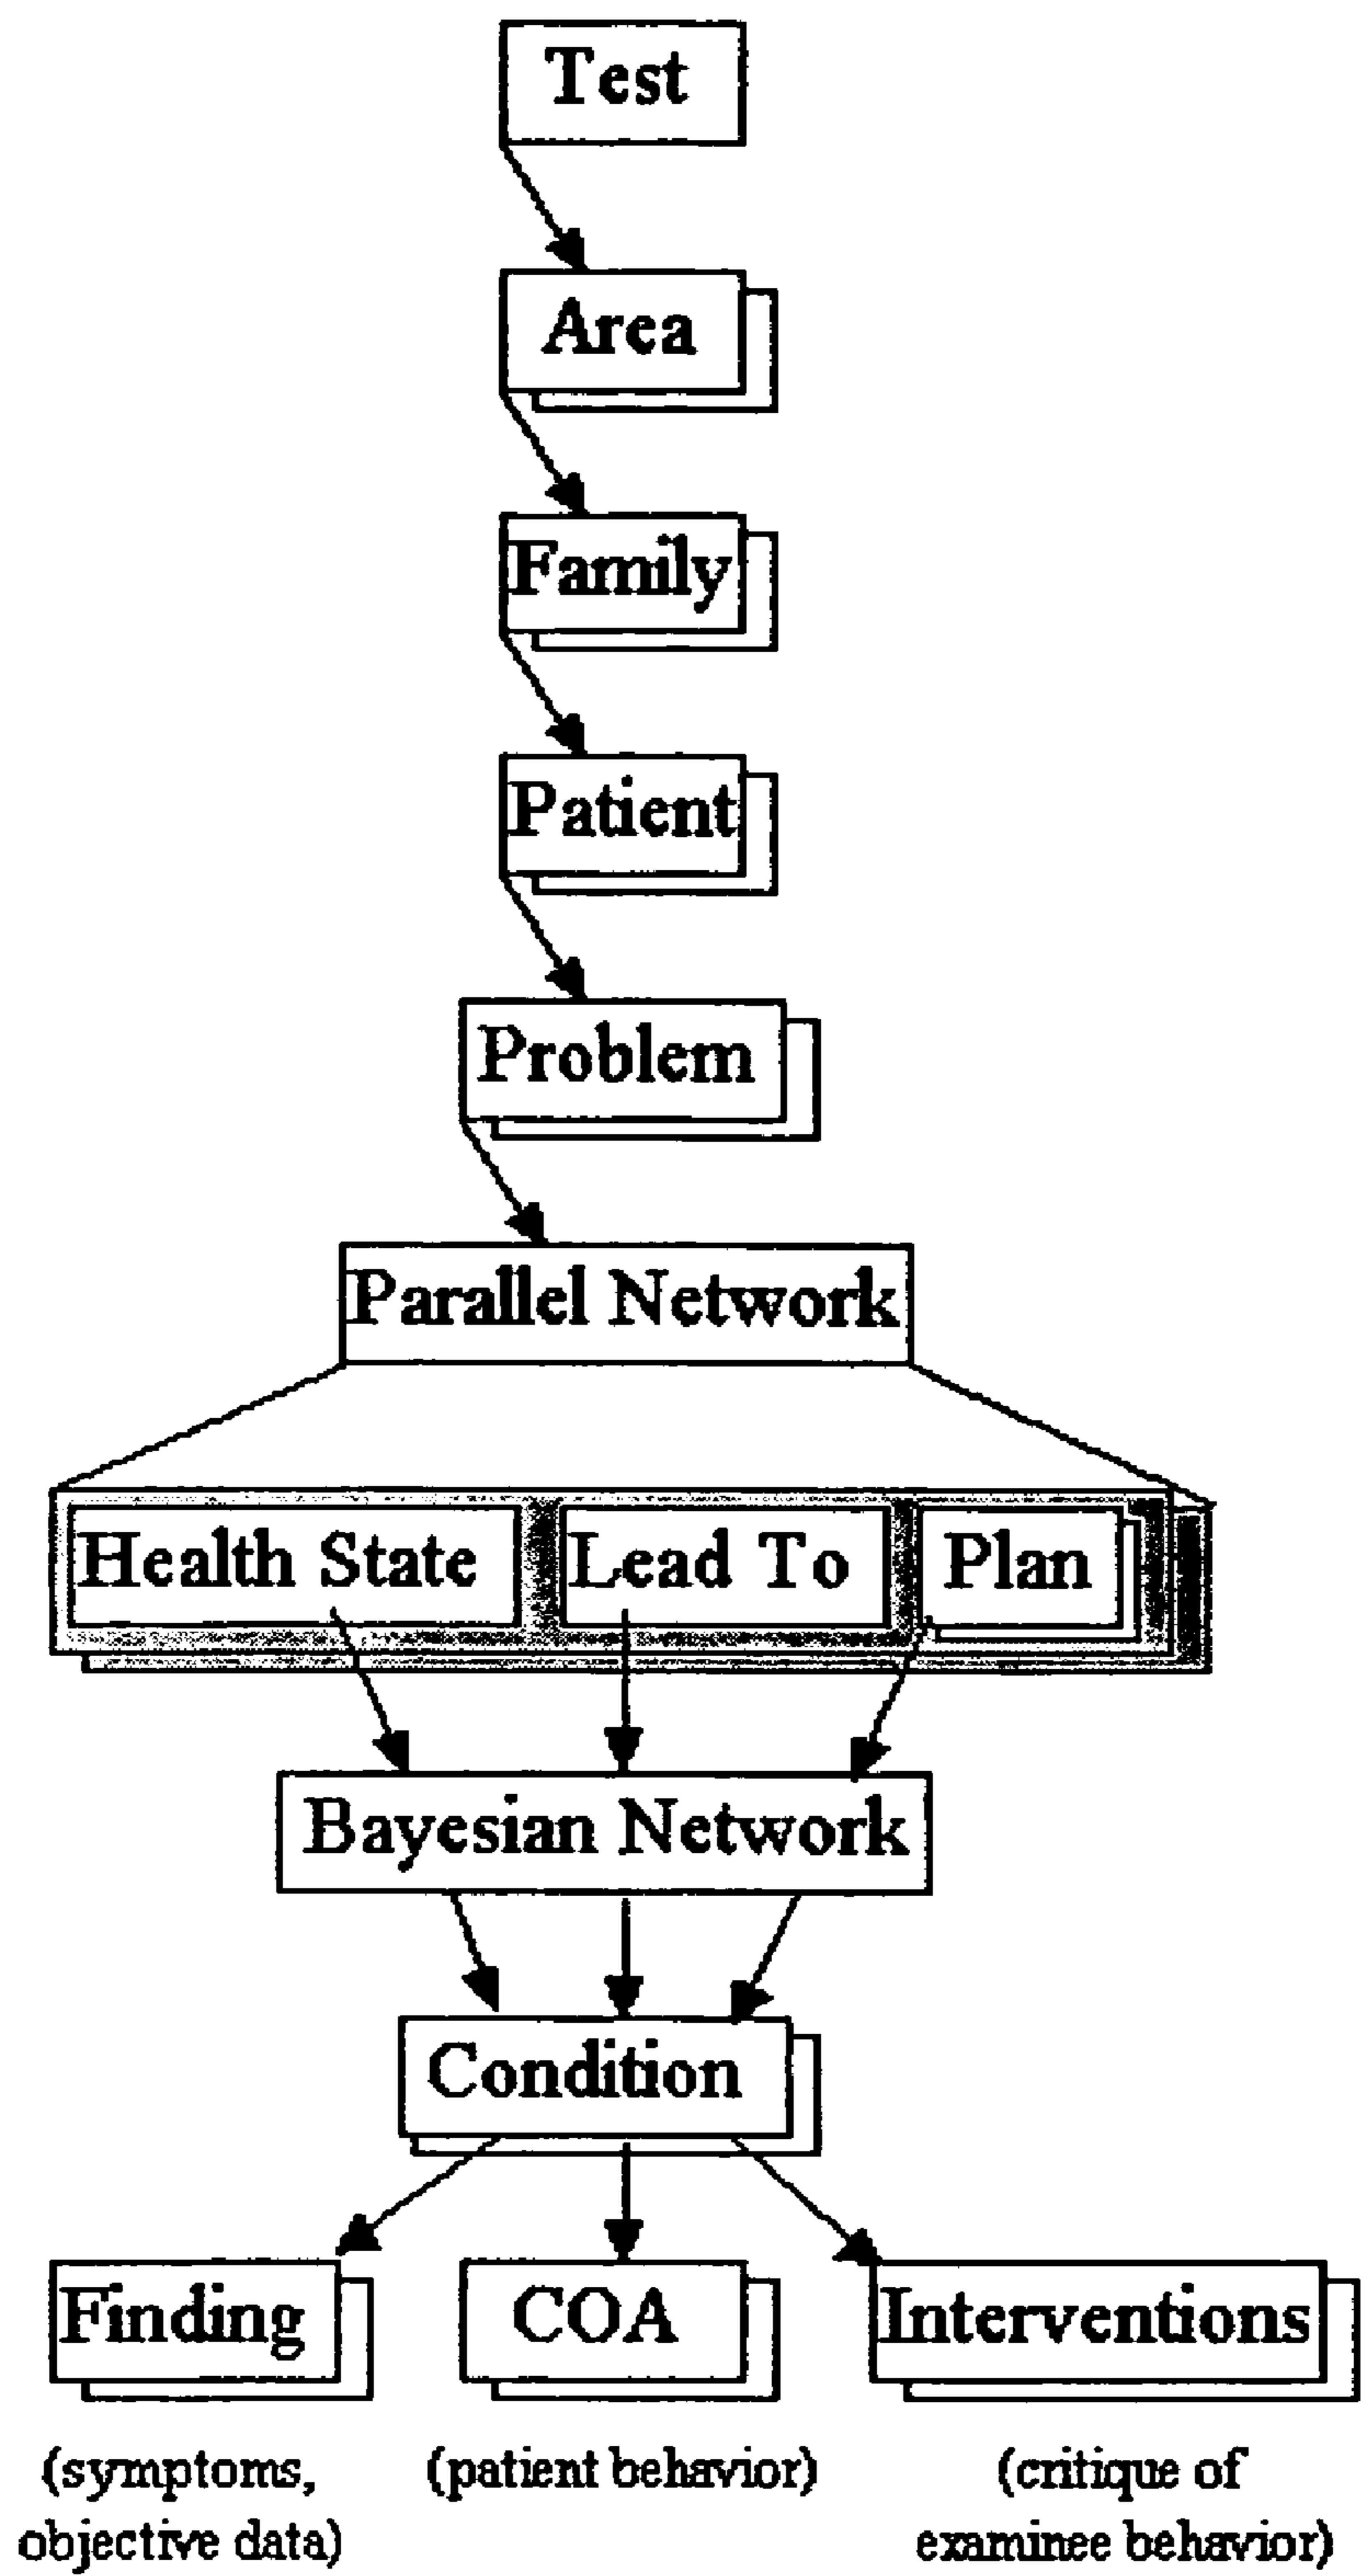 Test
Area
Family
Patient
Problem
Parallel Network
Health State Lead To Plan
Bayesian Network
Condition
Finding COA Interventions
(symptoms, (patient behavior) (critique of
objective data) examinee behavior)